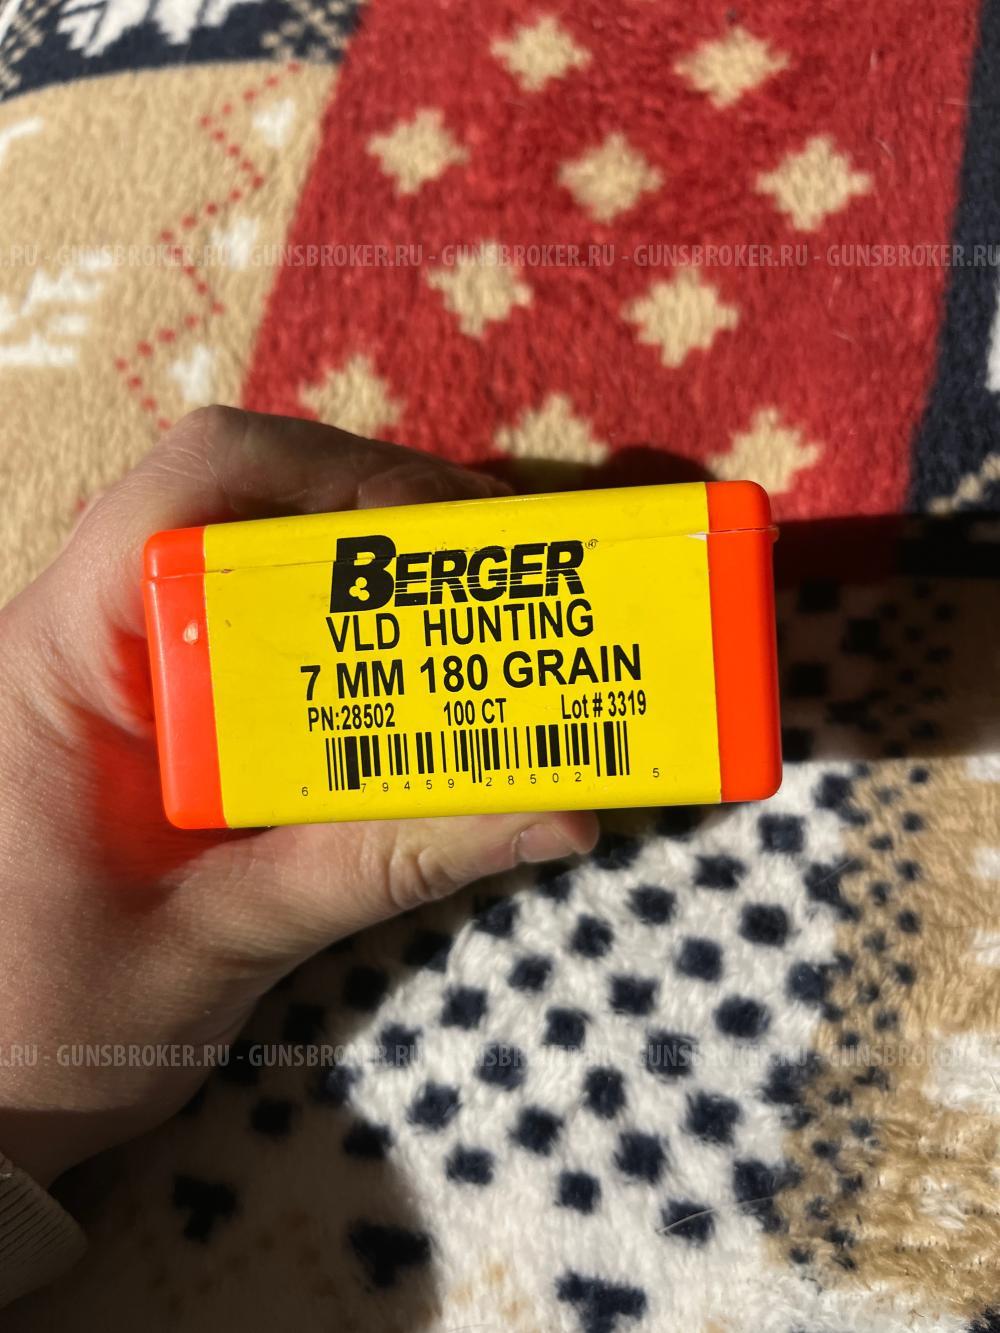 .RU - GUNSBROKER.RU - GUNSBROKER.RU - GUNSBROKER.RU - GUNSBROKER.RU - GUNSBROKER.RU
BERGER®
VLD HUNTING
7 MM 180 GRAIN
PN:28502 100 CT Lot # 3319
6 79459 28502 5
.RU - GUNSBROKER.RU - GUNSBROKER.RU - GUNSBROKER.RU - GUNSBROKER.RU - GUNSBROKER.RU